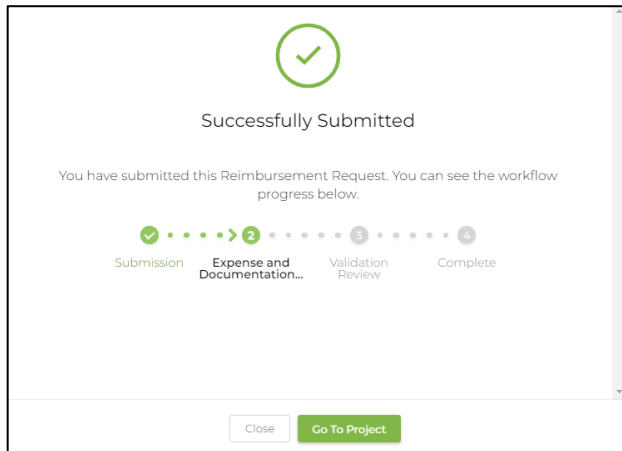 Successfully Submitted
You have submitted this Reimbursement Request. You can see the workflow
progress below.
2 3 4
Submission Expense and Validation Complete
Documentation... Review
Close Go To Project